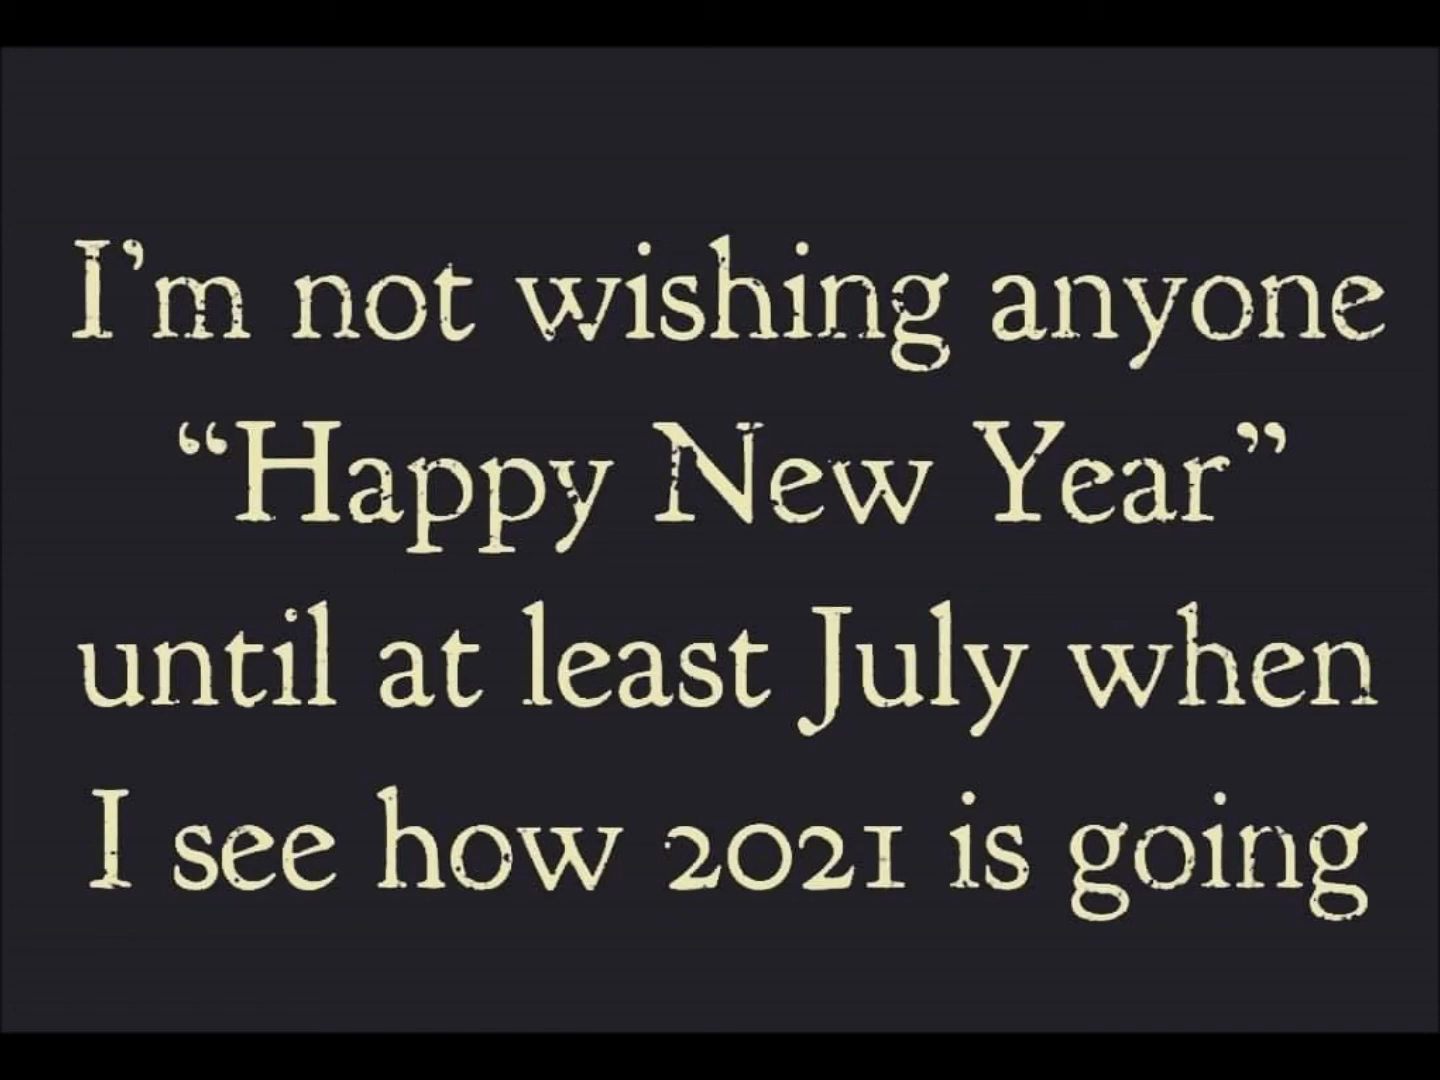 I’m not wishing anyone
“Happy New Year”
until at least July when
I see how 2021 is going